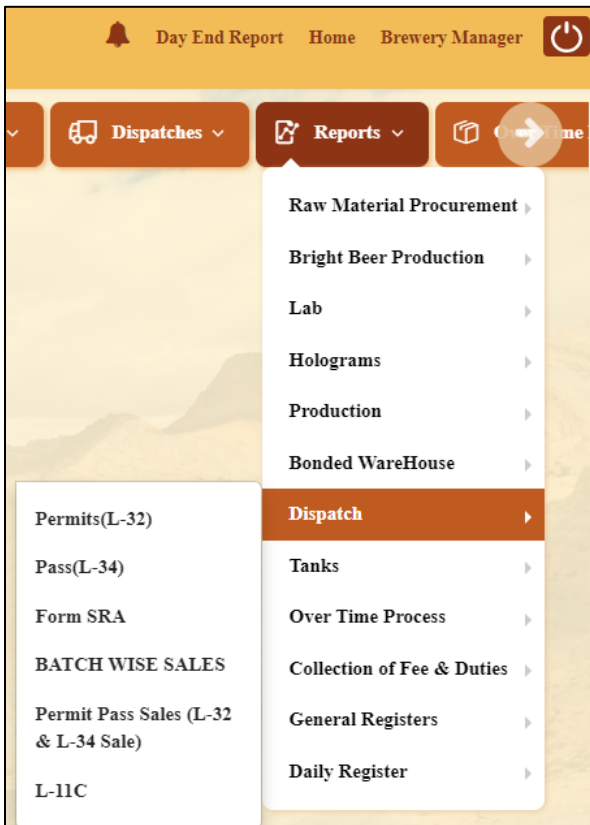 Day End Report Home Brewery Manager
Dispatches Reports Time
Raw Material Procurement
Bright Beer Production
Lab
Holograms
Production
Bonded WareHouse
Dispatch
Tanks
Over Time Process
Collection of Fee & Duties
General Registers
Daily Register
Permits(L-32)
Pass(L-34)
Form SRA
BATCH WISE SALES
Permit Pass Sales (L-32
& L-34 Sale)
L-11C